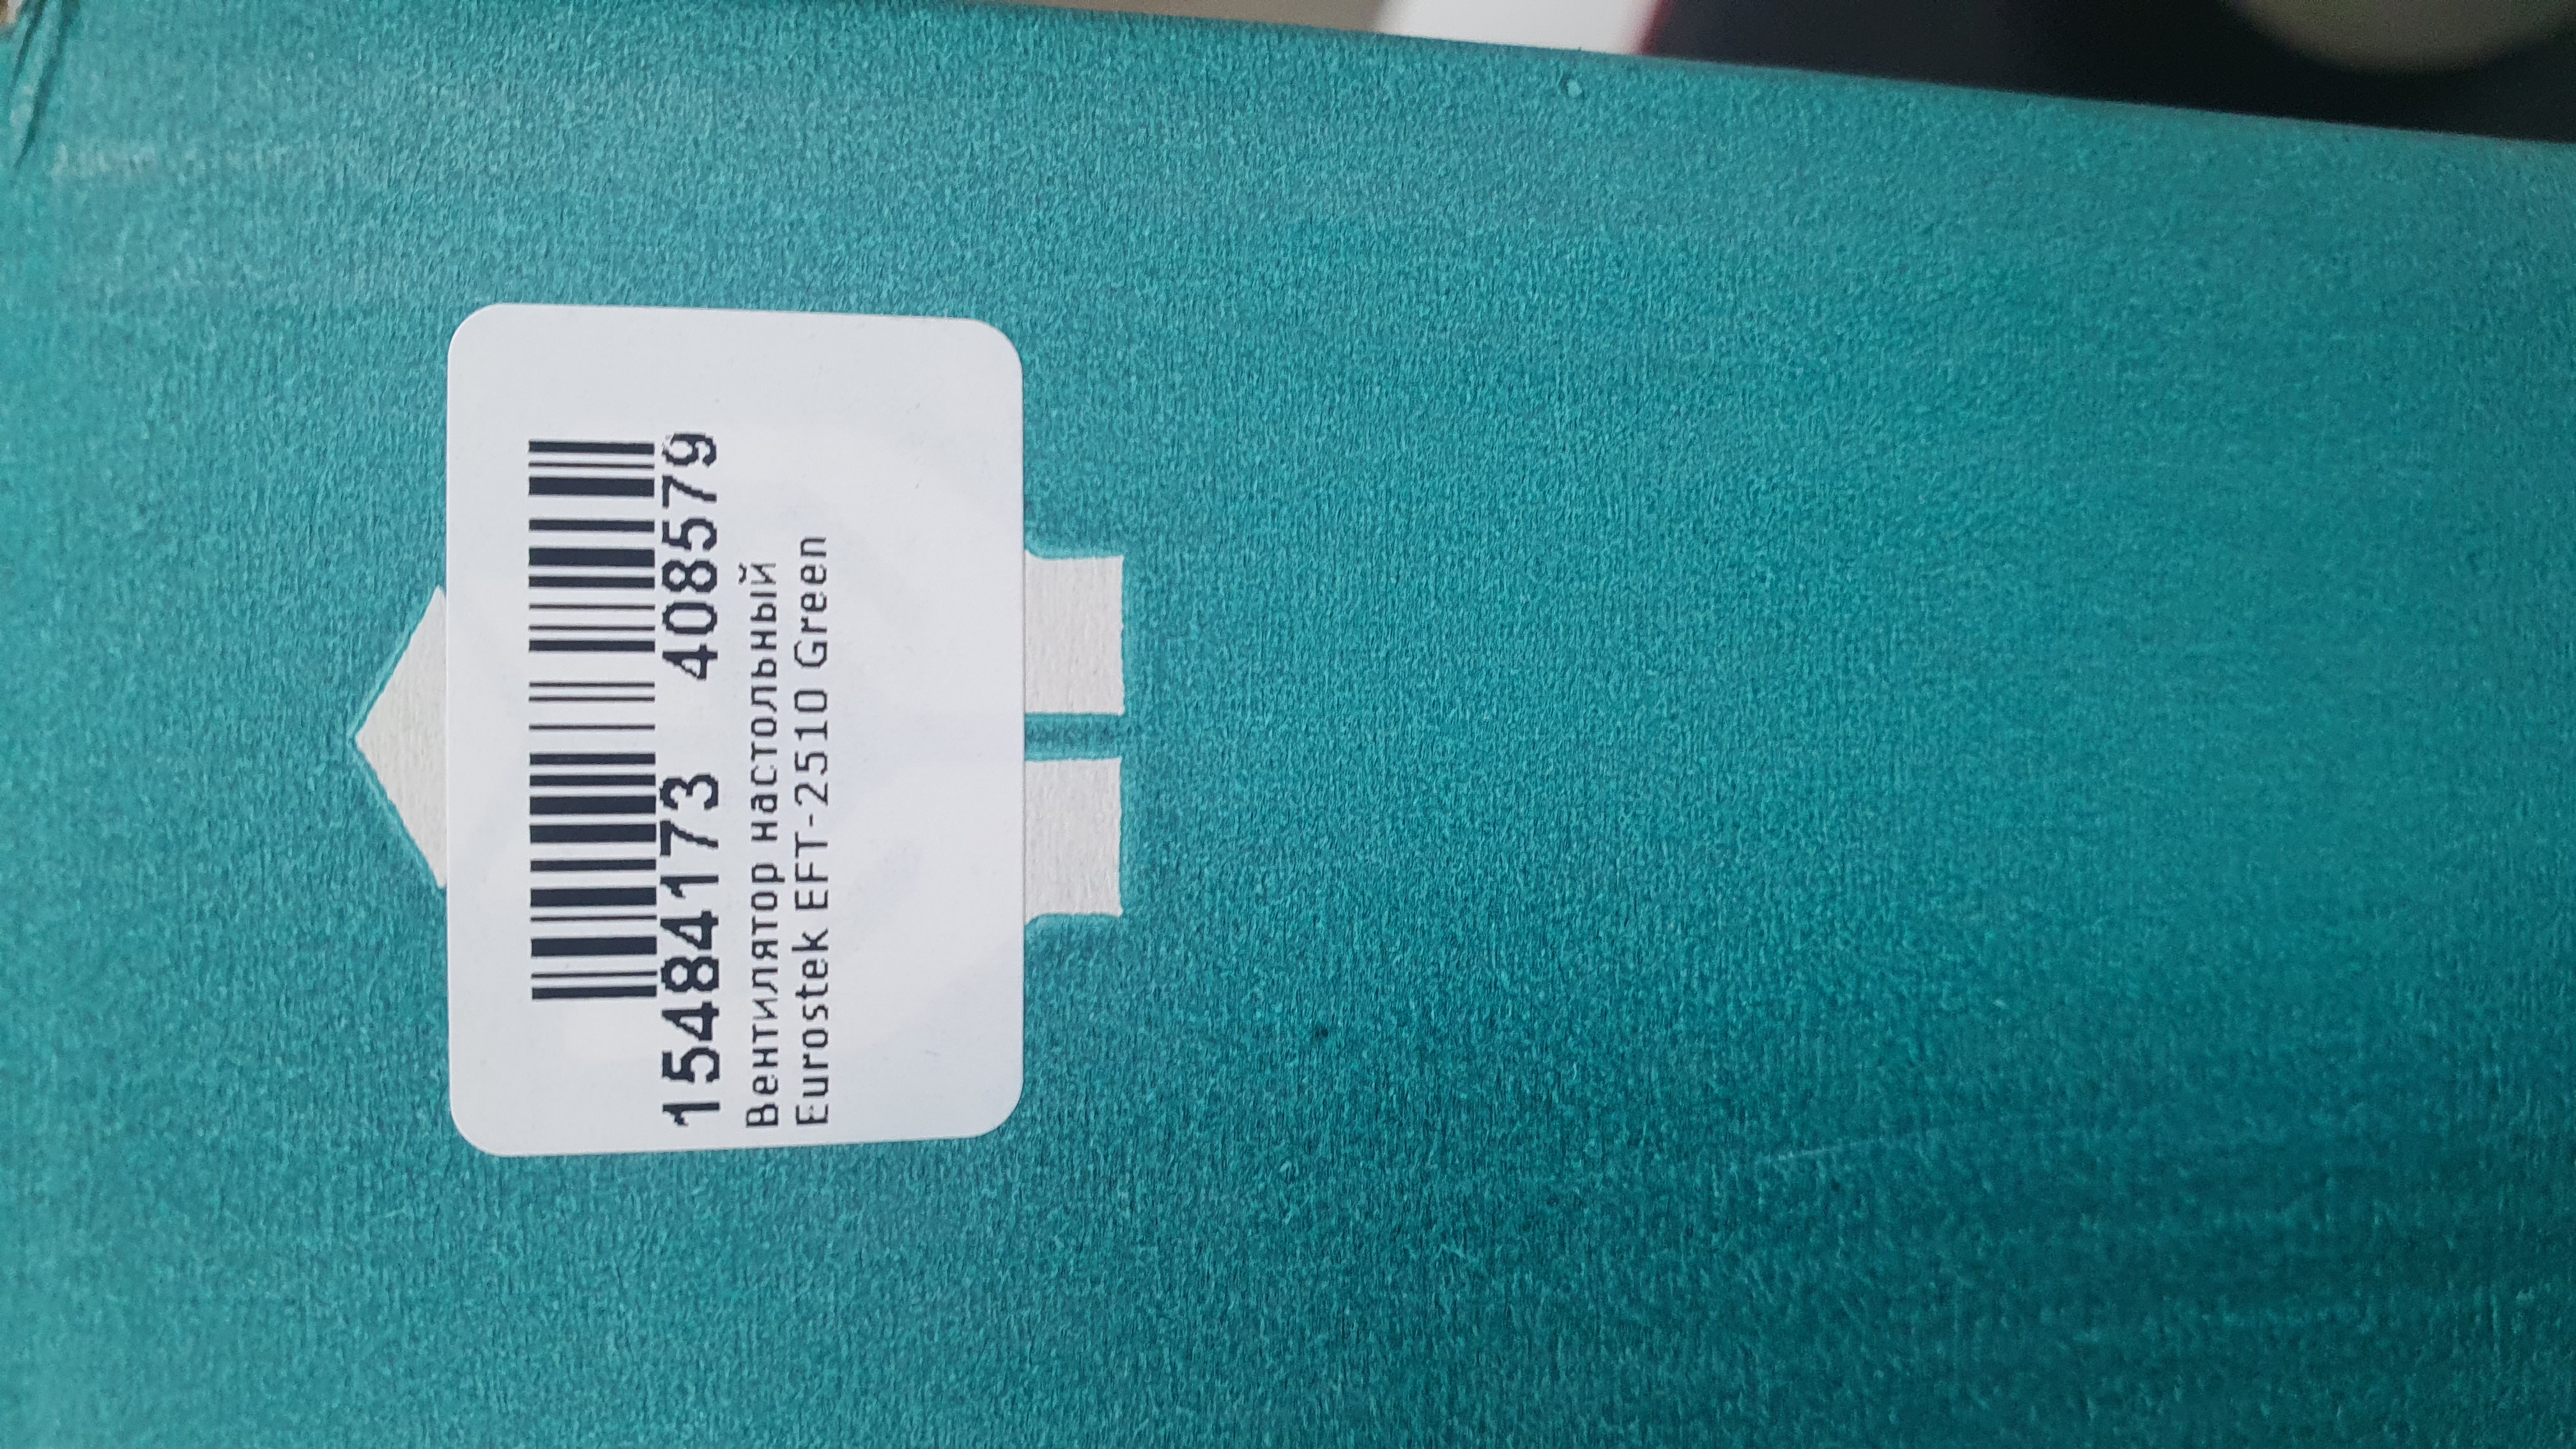 15484173 408579
Вентилятор настольный
Eurostek EFT-2510 Green